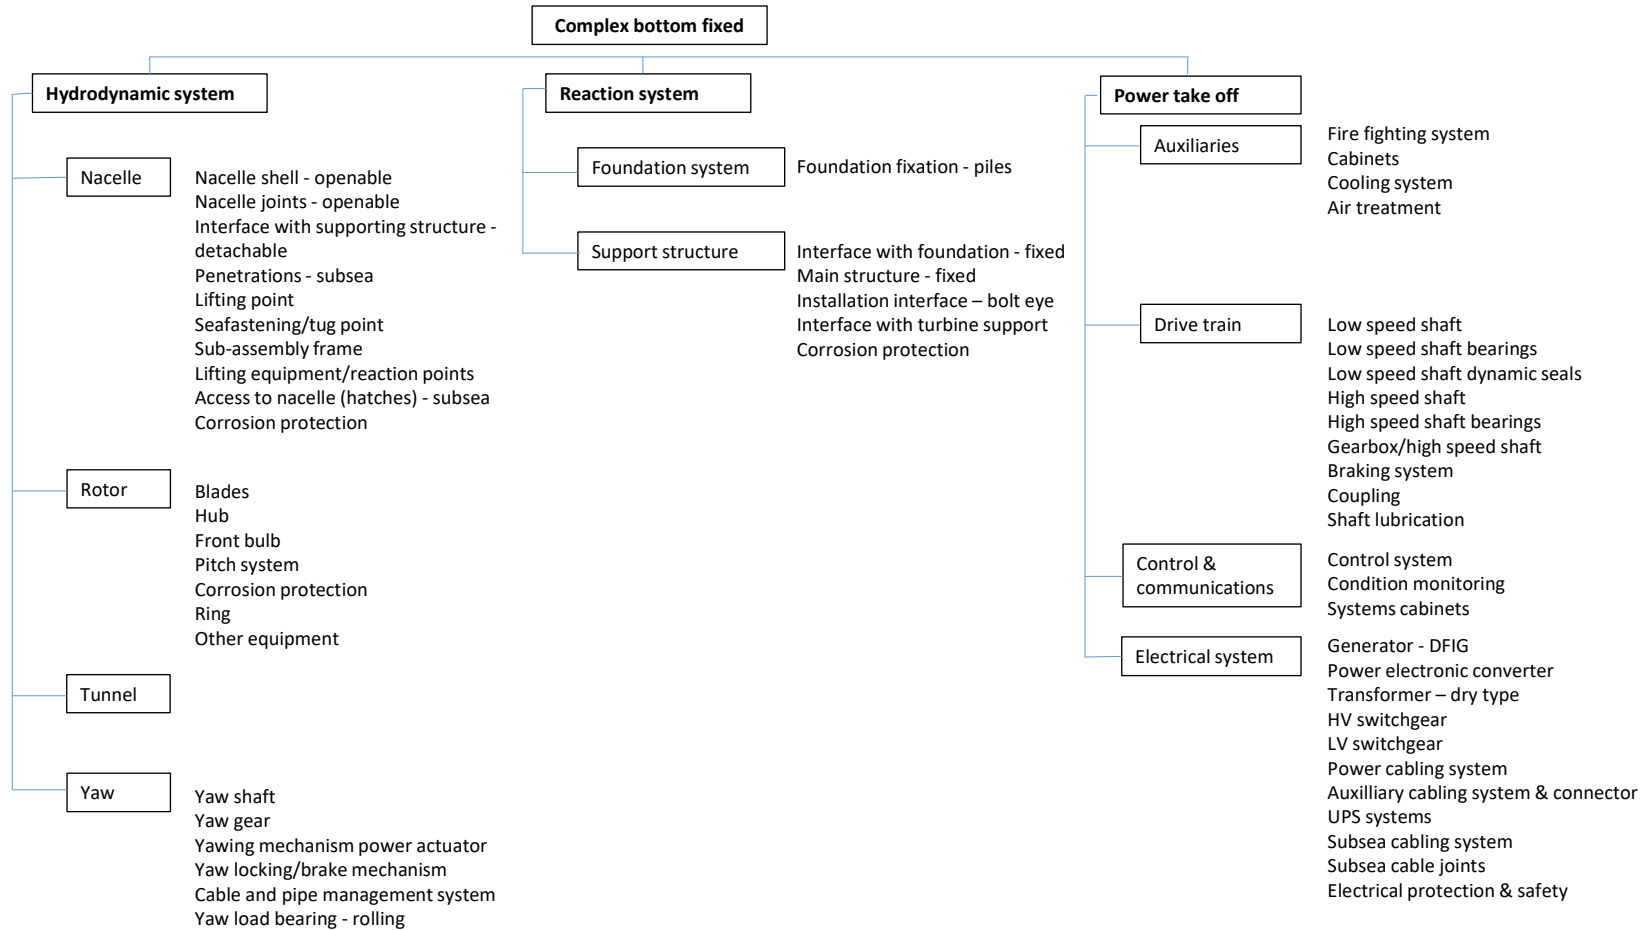 Complex bottom fixed
Hydrodynamic system
Nacelle
Nacelle shell - openable
Nacelle joints - openable
Interface with supporting structure -
detachable
Penetrations - subsea
Lifting point
Seafastening/tug point
Sub-assembly frame
Lifting equipment/reaction points
Access to nacelle (hatches) - subsea
Corrosion protection
Rotor
Blades
Hub
Front bulb
Pitch system
Corrosion protection
Ring
Other equipment
Tunnel
Yaw
Yaw shaft
Yaw gear
Yawing mechanism power actuator
Yaw locking/brake mechanism
Cable and pipe management system
Yaw load bearing - rolling
Reaction system
Foundation system
Foundation fixation - piles
Support structure
Interface with foundation - fixed
Main structure - fixed
Installation interface – bolt eye
Interface with turbine support
Corrosion protection
Power take off
Auxiliaries
Fire fighting system
Cabinets
Cooling system
Air treatment
Drive train
Low speed shaft
Low speed shaft bearings
Low speed shaft dynamic seals
High speed shaft
High speed shaft bearings
Gearbox/high speed shaft
Braking system
Coupling
Shaft lubrication
Control &
communications
Control system
Condition monitoring
Systems cabinets
Electrical system
Generator - DFIG
Power electronic converter
Transformer – dry type
HV switchgear
LV switchgear
Power cabling system
Auxilliary cabling system & connector
UPS systems
Subsea cabling system
Subsea cable joints
Electrical protection & safety